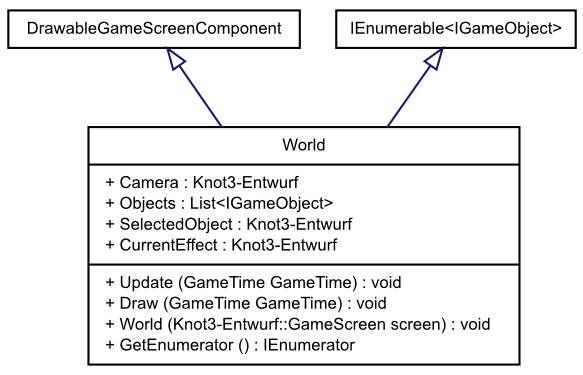 DrawableGameScreenComponent
IEnumerable<IGameObject>
World
+ Camera : Knot3-Entwurf
+ Objects : List<IGameObject>
+ SelectedObject : Knot3-Entwurf
+ CurrentEffect : Knot3-Entwurf
+ Update (GameTime GameTime) : void
+ Draw (GameTime GameTime) : void
+ World (Knot3-Entwurf::GameScreen screen) : void
+ GetEnumerator () : IEnumerator